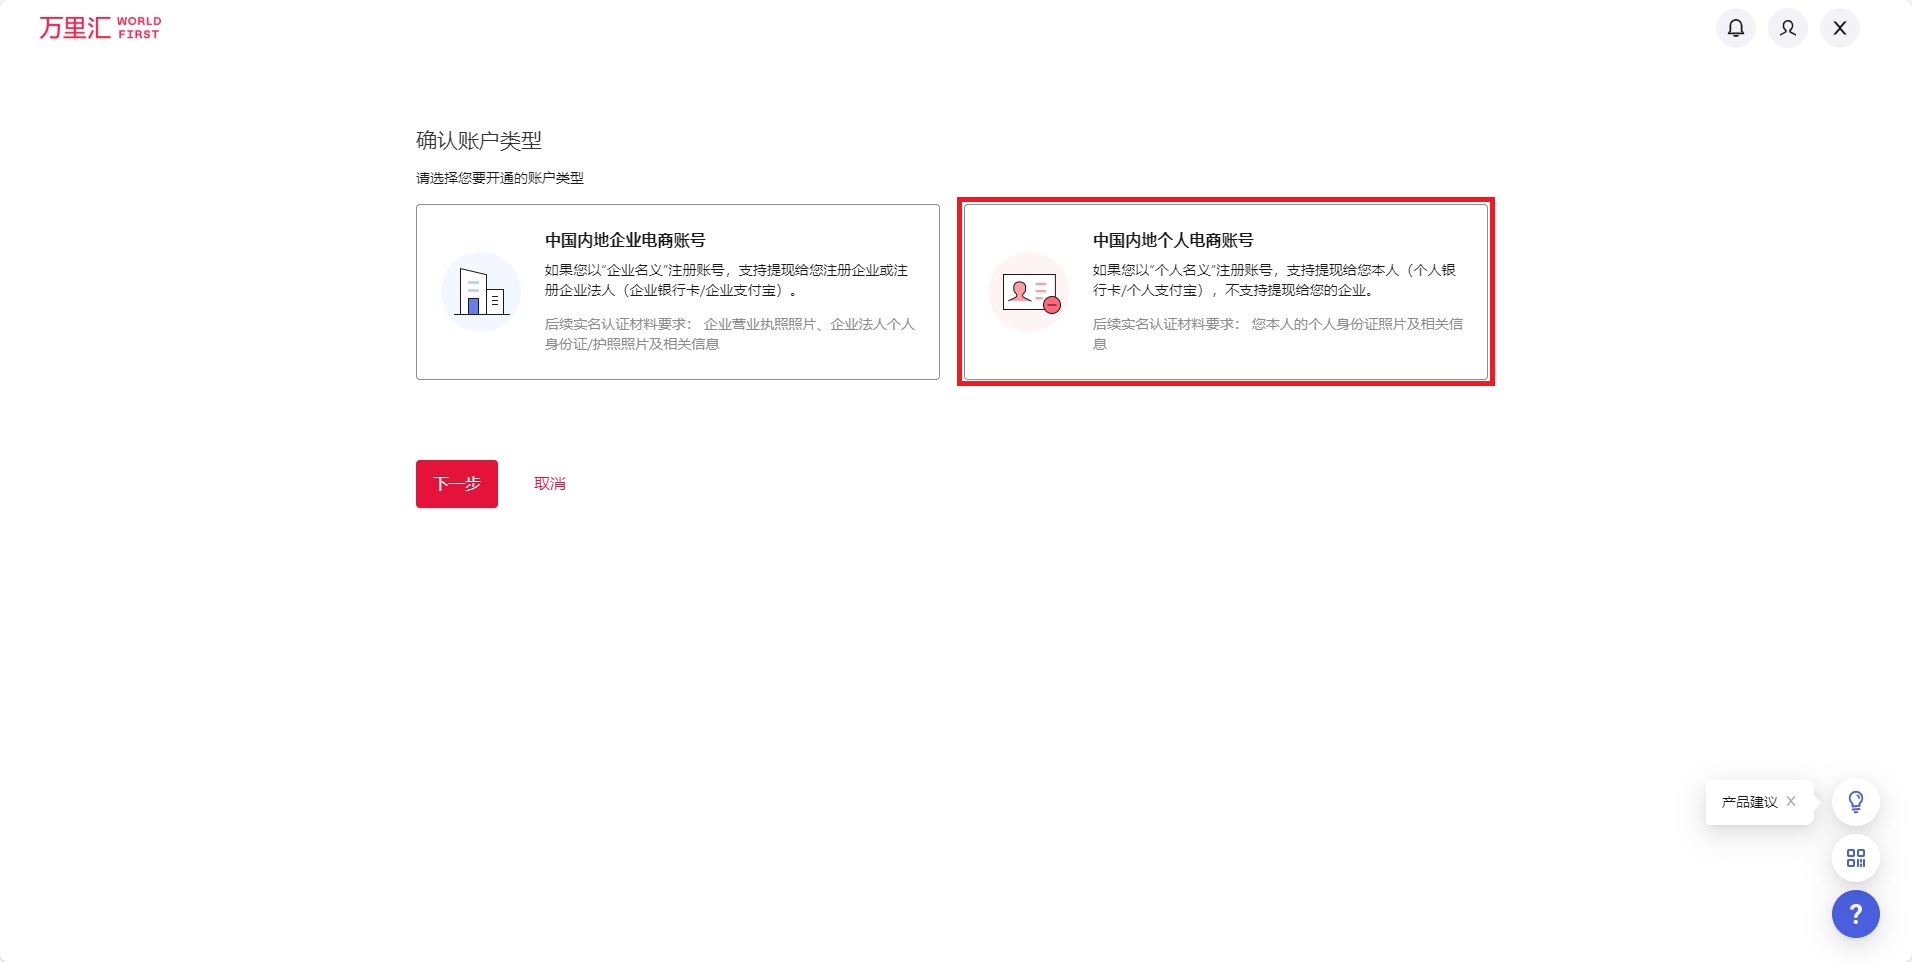 万里汇 WORLD FIRST
确认账户类型
请选择您要开通的账户类型
中国内地企业电商账号
如果您以“企业名义”注册账号，支持提现给您注册企业或注
册企业法人（企业银行卡/企业支付宝）。
后续实名认证材料要求： 企业营业执照照片、企业法人个人
身份证/护照照片及相关信息
中国内地个人电商账号
如果您以“个人名义”注册账号，支持提现给您本人（个人银
行卡/个人支付宝），不支持提现给您的企业。
后续实名认证材料要求： 您本人的个人身份证照片及相关信
息
下一步
取消
产品建议 X
?